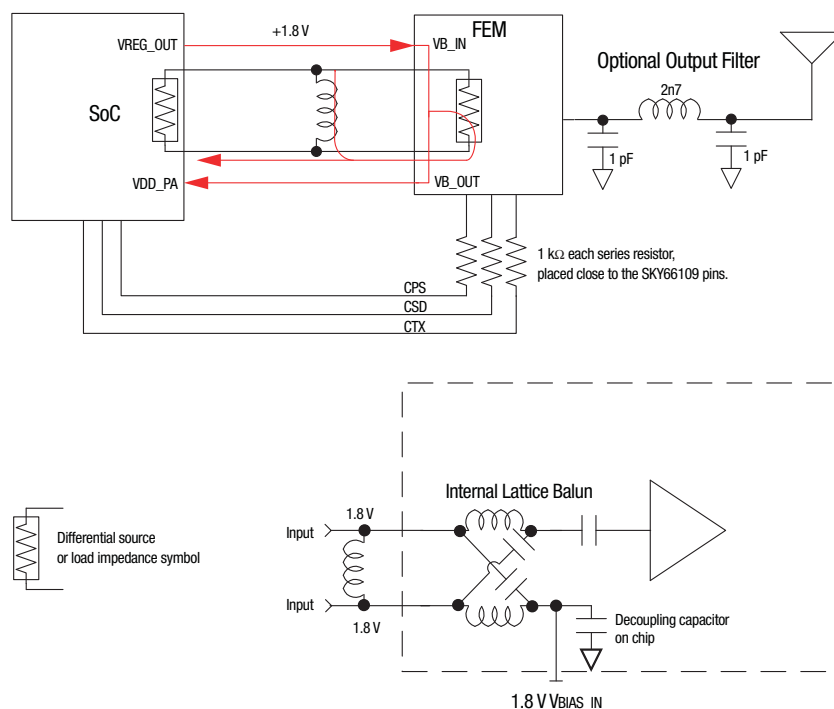 VREG_OUT
+1.8 V
VB_IN
FEM
Optional Output Filter
2n7
SoC
1 pF
1 pF
VDD_PA
VB_OUT
1 kΩ each series resistor,
placed close to the SKY66109 pins.
CPS
CSD
CTX
Internal Lattice Balun
1.8 V
Input
Differential source
or load impedance symbol
Input
1.8 V
Decoupling capacitor
on chip
1.8 V VBIAS_IN